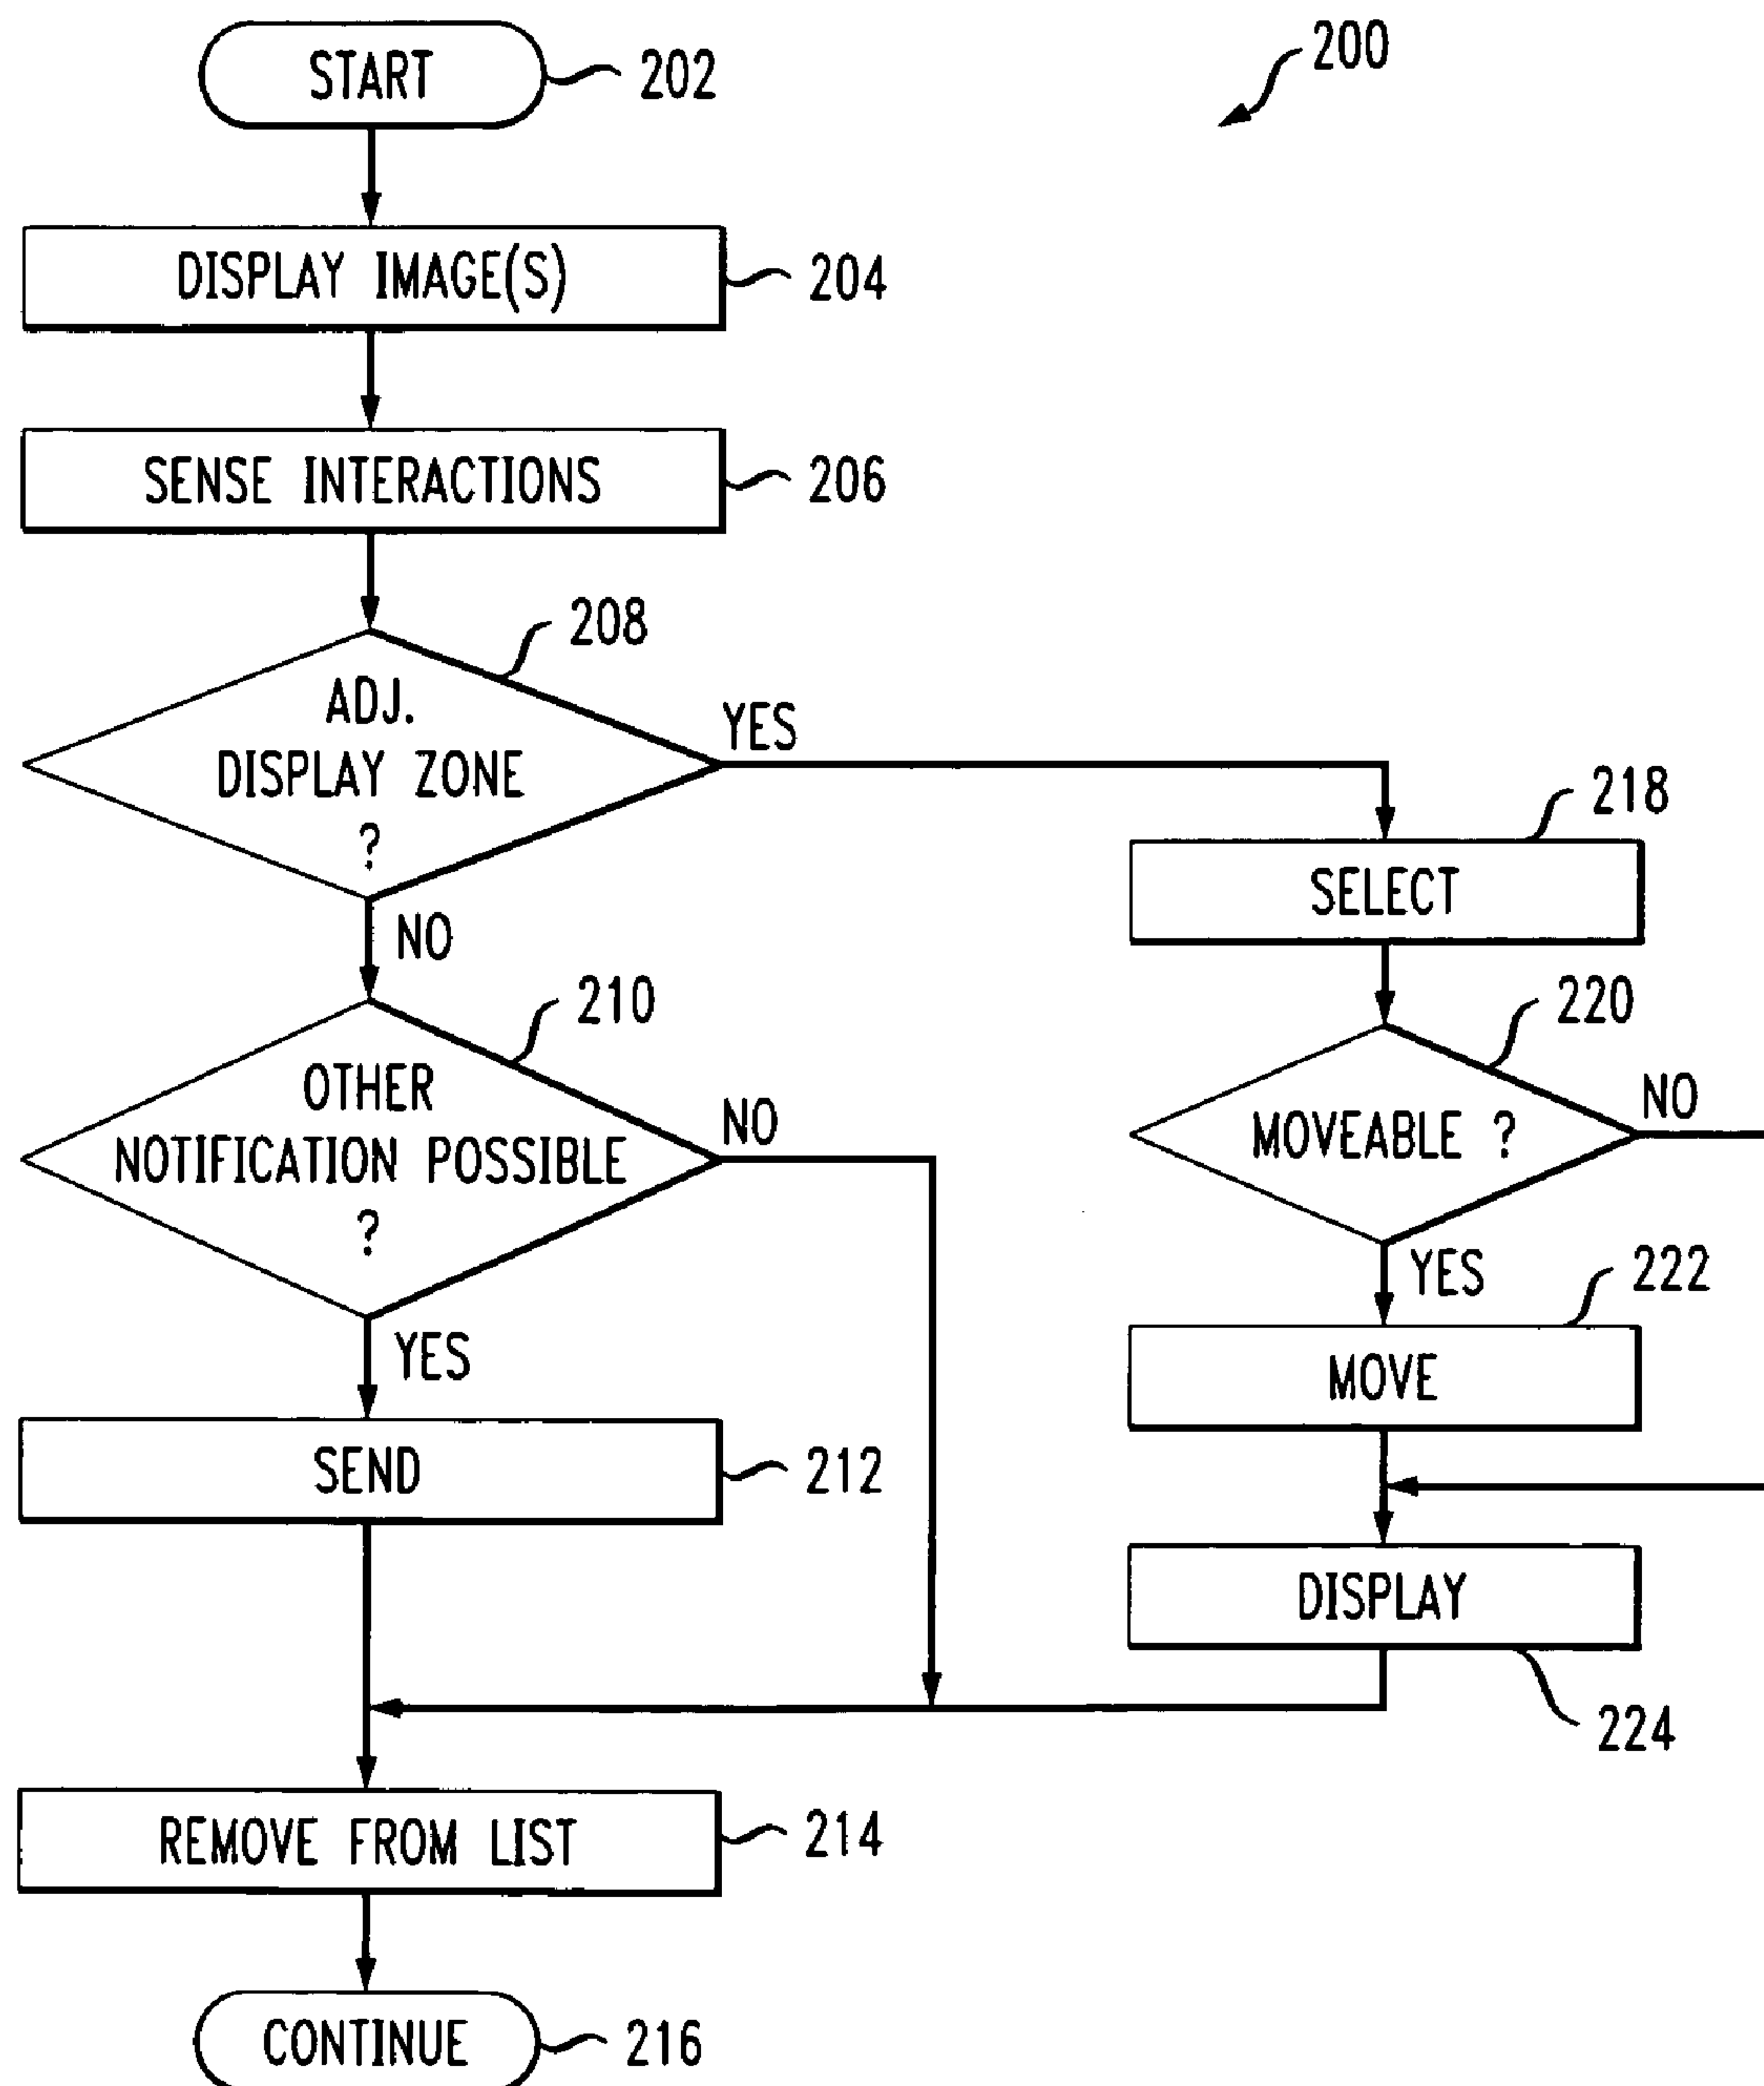 START
202
200
DISPLAY IMAGE(S)
204
SENSE INTERACTIONS
206
208
ADJ.
DISPLAY ZONE
?
YES
NO
218
SELECT
210
OTHER
NOTIFICATION POSSIBLE
?
NO
YES
220
MOVEABLE ?
NO
YES
222
MOVE
SEND
212
DISPLAY
224
REMOVE FROM LIST
214
CONTINUE
216